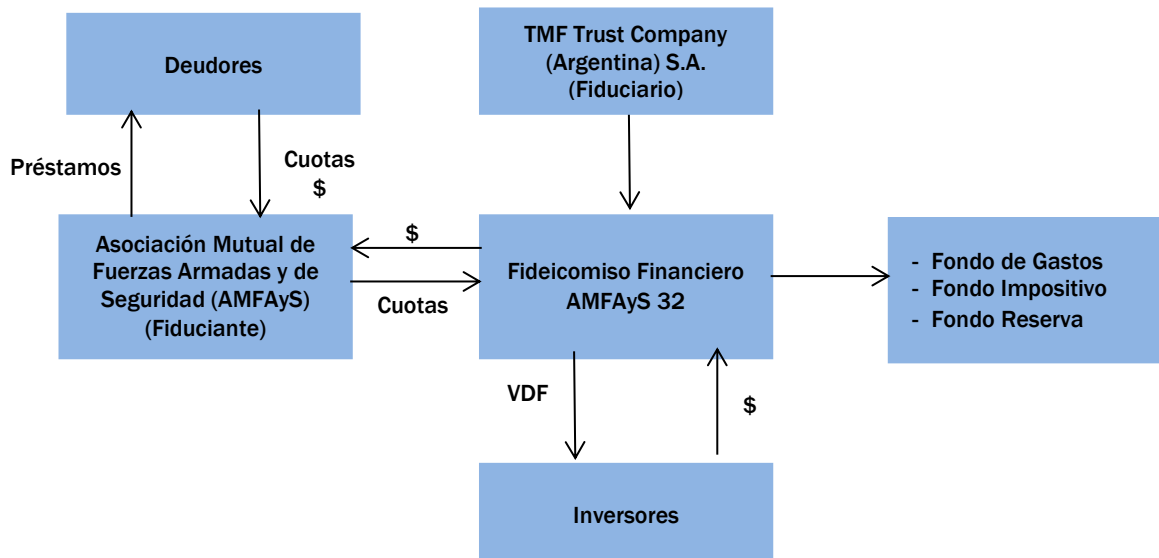 Deudores
TMF Trust Company
(Argentina) S.A.
(Fiduciario)
Préstamos
Cuotas
$
Asociación Mutual de
Fuerzas Armadas y de
Seguridad (AMFAyS)
(Fiduciante)
$
Cuotas
Fideicomiso Financiero
AMFAyS 32
- Fondo de Gastos
- Fondo Impositivo
- Fondo Reserva
VDF
$
Inversores